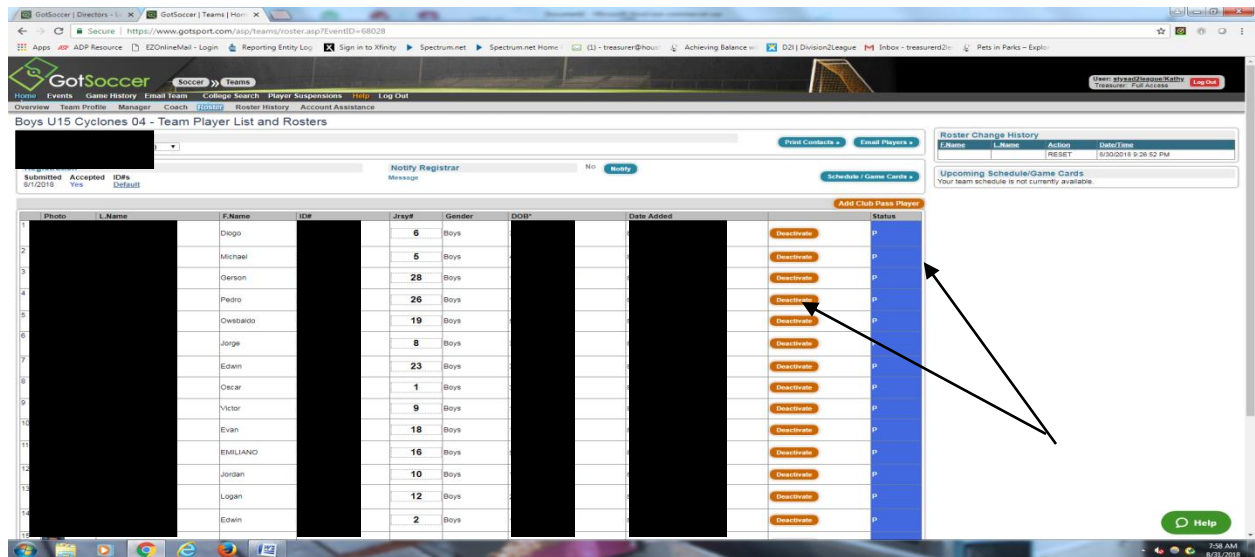 GotSoccer | Directors - L
GotSoccer | Teams | Hom
Secure | https://www.gotsport.com/asp/teams/roster.asp?EventID=68028
Apps ADP Resource EZOnlineMail - Login Reporting Entity Log Sign in to Xfinity Spectrum.net Spectrum.net Home (1) - treasurer@hous Achieving Balance D2l | Division2League Inbox - treasurerd2le Pets in Parks - Explo
GotSoccer Soccer Teams
User: stysad2league/Kathy Log Out
Treasurer: Full Access
Home Events Game History Email Team College Search Player Suspensions Help Log Out
Overview Team Profile Manager Coach Roster Roster History Account Assistance
Boys U15 Cyclones 04 - Team Player List and Rosters
Print Contacts » Email Players »
Roster Change History
F.Name L.Name Action Date/Time
RESET 8/30/2018 9:26:52 PM
Notify Registrar No Notify
Submitted Accepted ID#s Message Schedule / Game Cards »
8/1/2018 Yes Default
Upcoming Schedule/Game Cards
Your team schedule is not currently available.
Add Club Pass Player
Photo L.Name F.Name ID# Jrsy# Gender DOB* Date Added Status
1 Diogo 6 Boys Deactivate P
2 Michael 5 Boys Deactivate P
3 Gerson 28 Boys Deactivate P
4 Pedro 26 Boys Deactivate P
5 Owsbaldo 19 Boys Deactivate P
6 Jorge 8 Boys Deactivate P
7 Edwin 23 Boys Deactivate P
8 Oscar 1 Boys Deactivate P
9 Victor 9 Boys Deactivate P
10 Evan 18 Boys Deactivate P
11 EMILIANO 16 Boys Deactivate P
12 Jordan 10 Boys Deactivate P
13 Logan 12 Boys Deactivate P
14 Edwin 2 Boys Deactivate P
15
Help
7:58 AM
8/31/2018